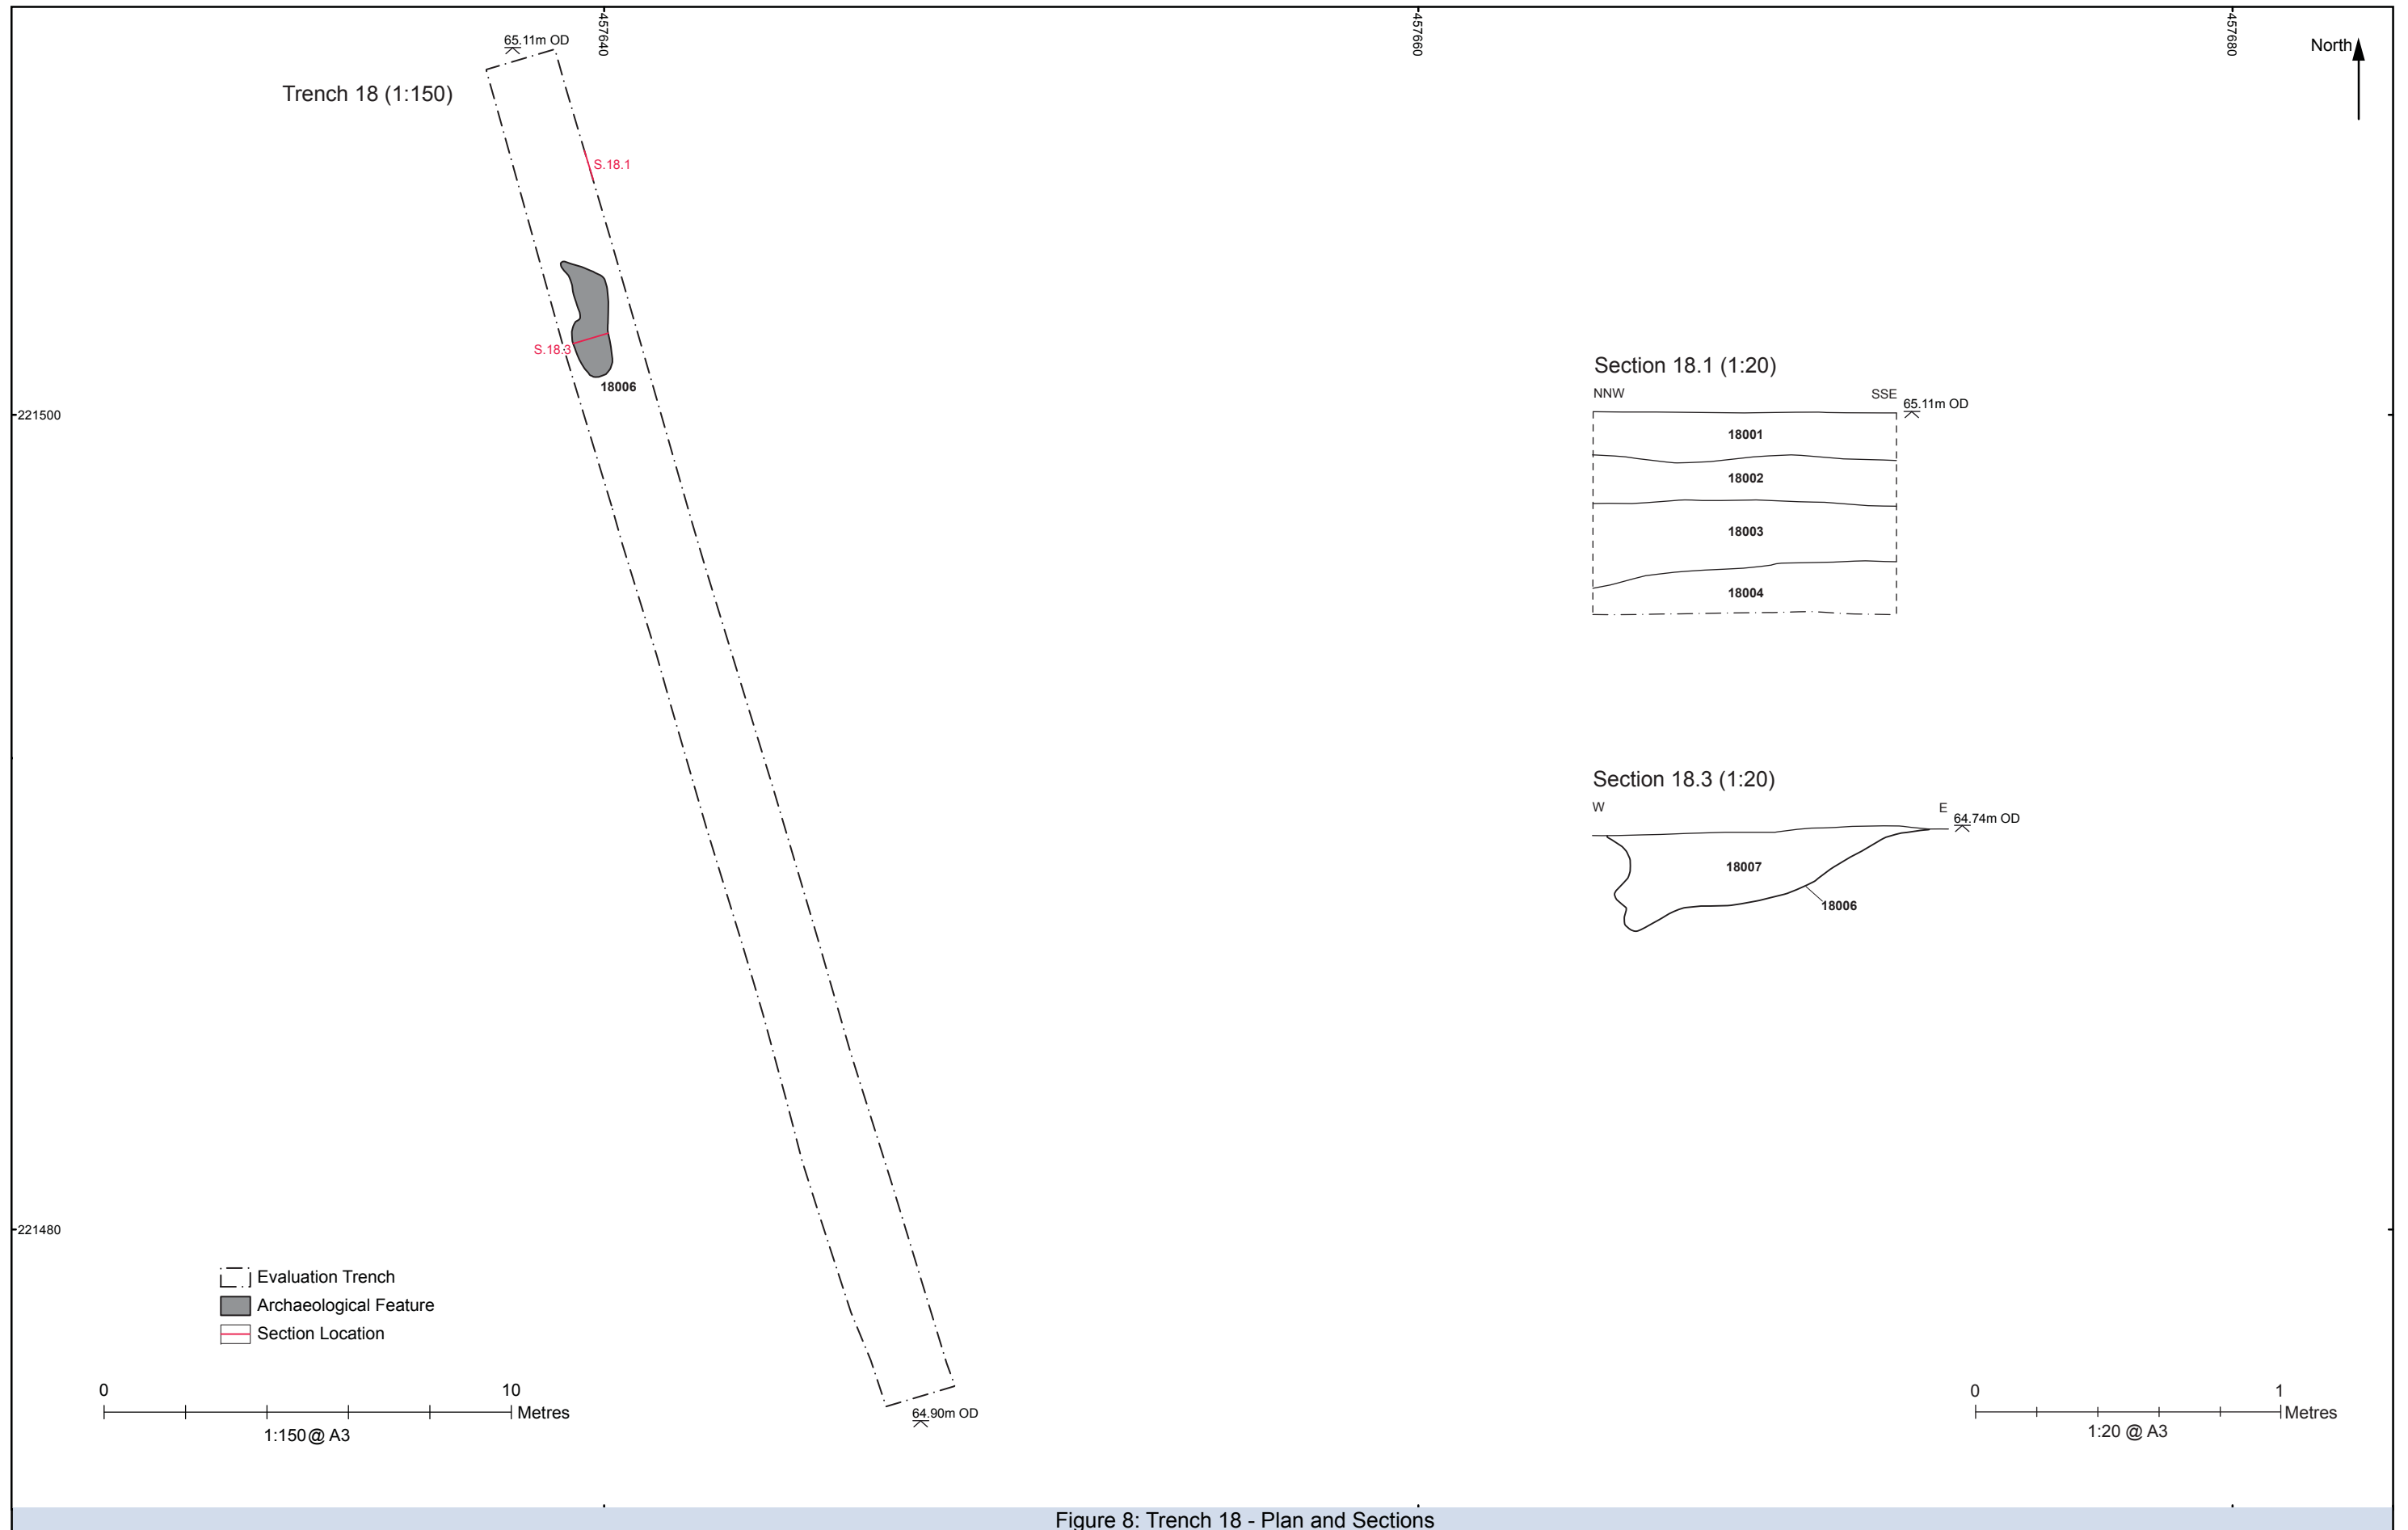 457640
457660
457680
65.11m OD
North
Trench 18 (1:150)
S.18.1
S.18.3
18006
221500
Section 18.1 (1:20)
NNW
SSE
65.11m OD
18001
18002
18003
18004
Section 18.3 (1:20)
W
E
64.74m OD
18007
18006
221480
Evaluation Trench
Archaeological Feature
Section Location
0
10
Metres
1:150@ A3
64.90m OD
0
1
Metres
1:20 @ A3
Figure 8: Trench 18 - Plan and Sections